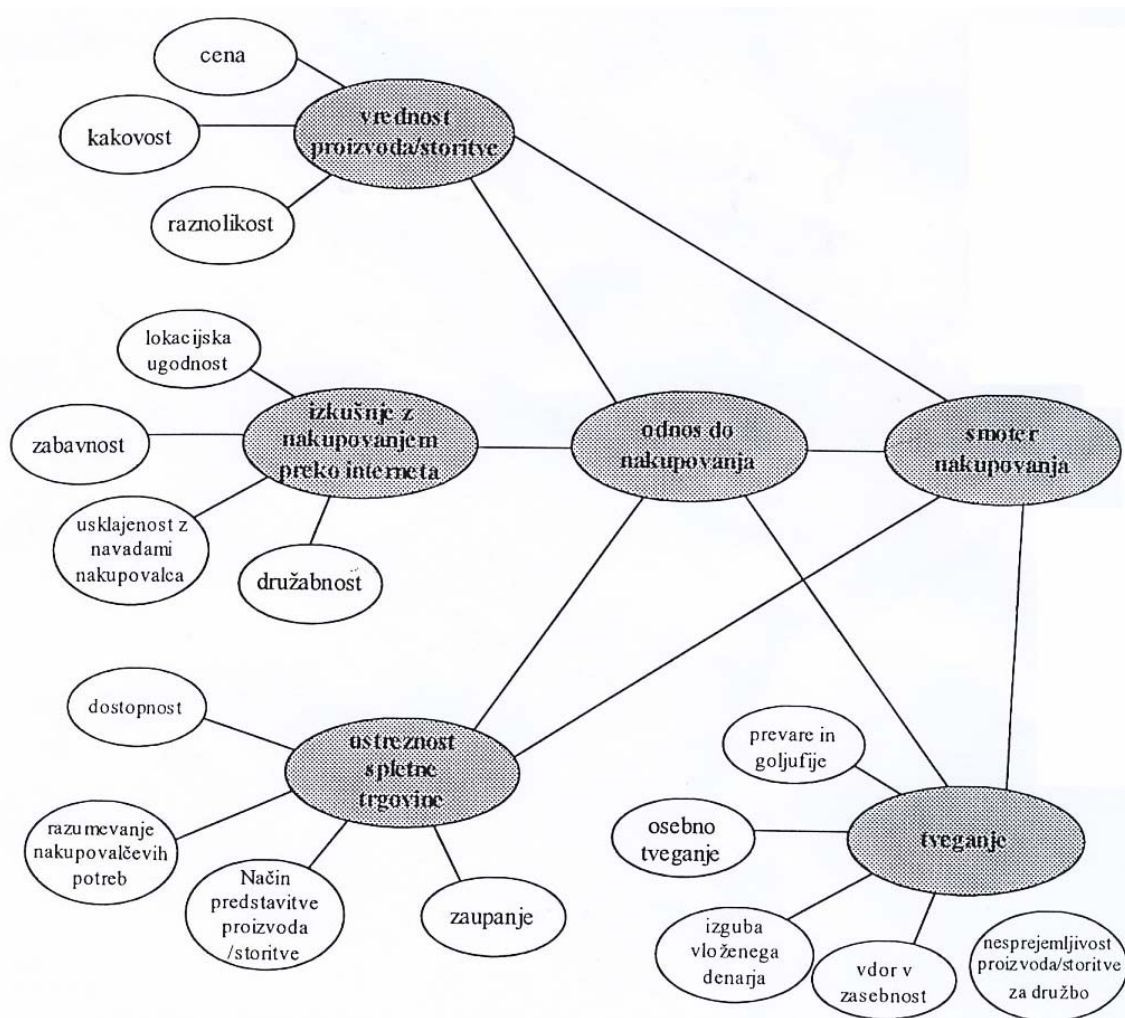 cena
kakovost
raznolikost
vrednost
proizvoda/storitve
lokacijska
ugodnost
zabavnost
usklajenost z
navadami
nakupovalca
družabnost
izkušnje z
nakupovanjem
preko interneta
odnos do
nakupovanja
smoter
nakupovanja
dostopnost
razumevanje
nakupovalčevih
potreb
Način
predstavitve
proizvoda
/storitve
zaupanje
ustreznost
spletne
trgovine
prevare in
goljufije
osebno
tveganje
izguba
vloženega
denarja
vdor v
zasebnost
nesprejemljivost
proizvoda/storitve
za družbo
tveganje